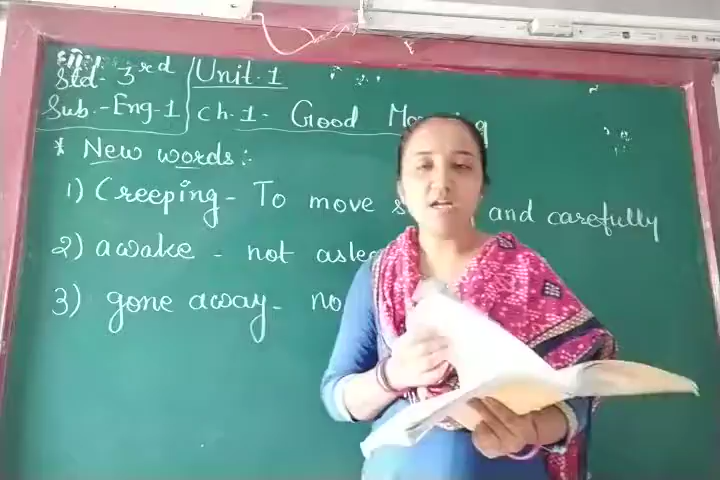 Std- 3rd
Sub.- Eng-1
Unit.1
Ch.1- Good
* New words:-
1) Creeping - To move and carefully
2) awake - not
3) gone away -